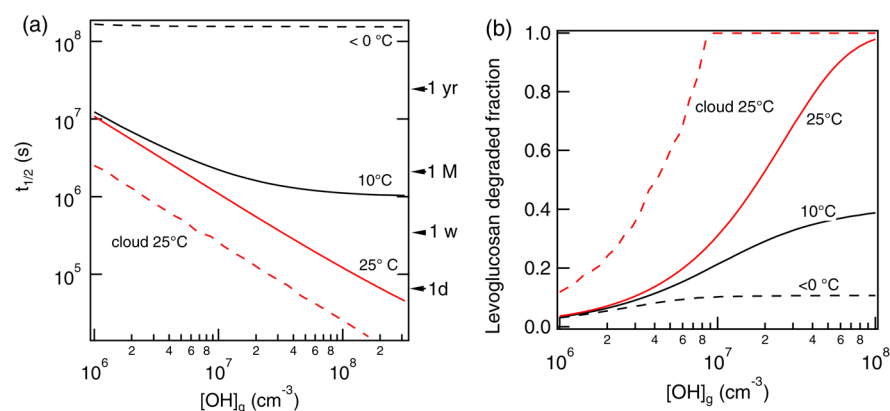 (a)
t1/2 (s)
10^8
10^7
10^6
10^5
< 0 °C
1 yr
1 M
1 w
1d
10°C
25° C
cloud 25°C
2 4 6 8 2 4 6 8 2
10^6 10^7 10^8
[OH]g (cm-3)
(b)
Levoglucosan degraded fraction
1.0
0.8
0.6
0.4
0.2
0.0
cloud 25°C
25°C
10°C
<0 °C
2 4 6 8 2 4 6 8
10^6 10^7 10^8
[OH]g (cm-3)